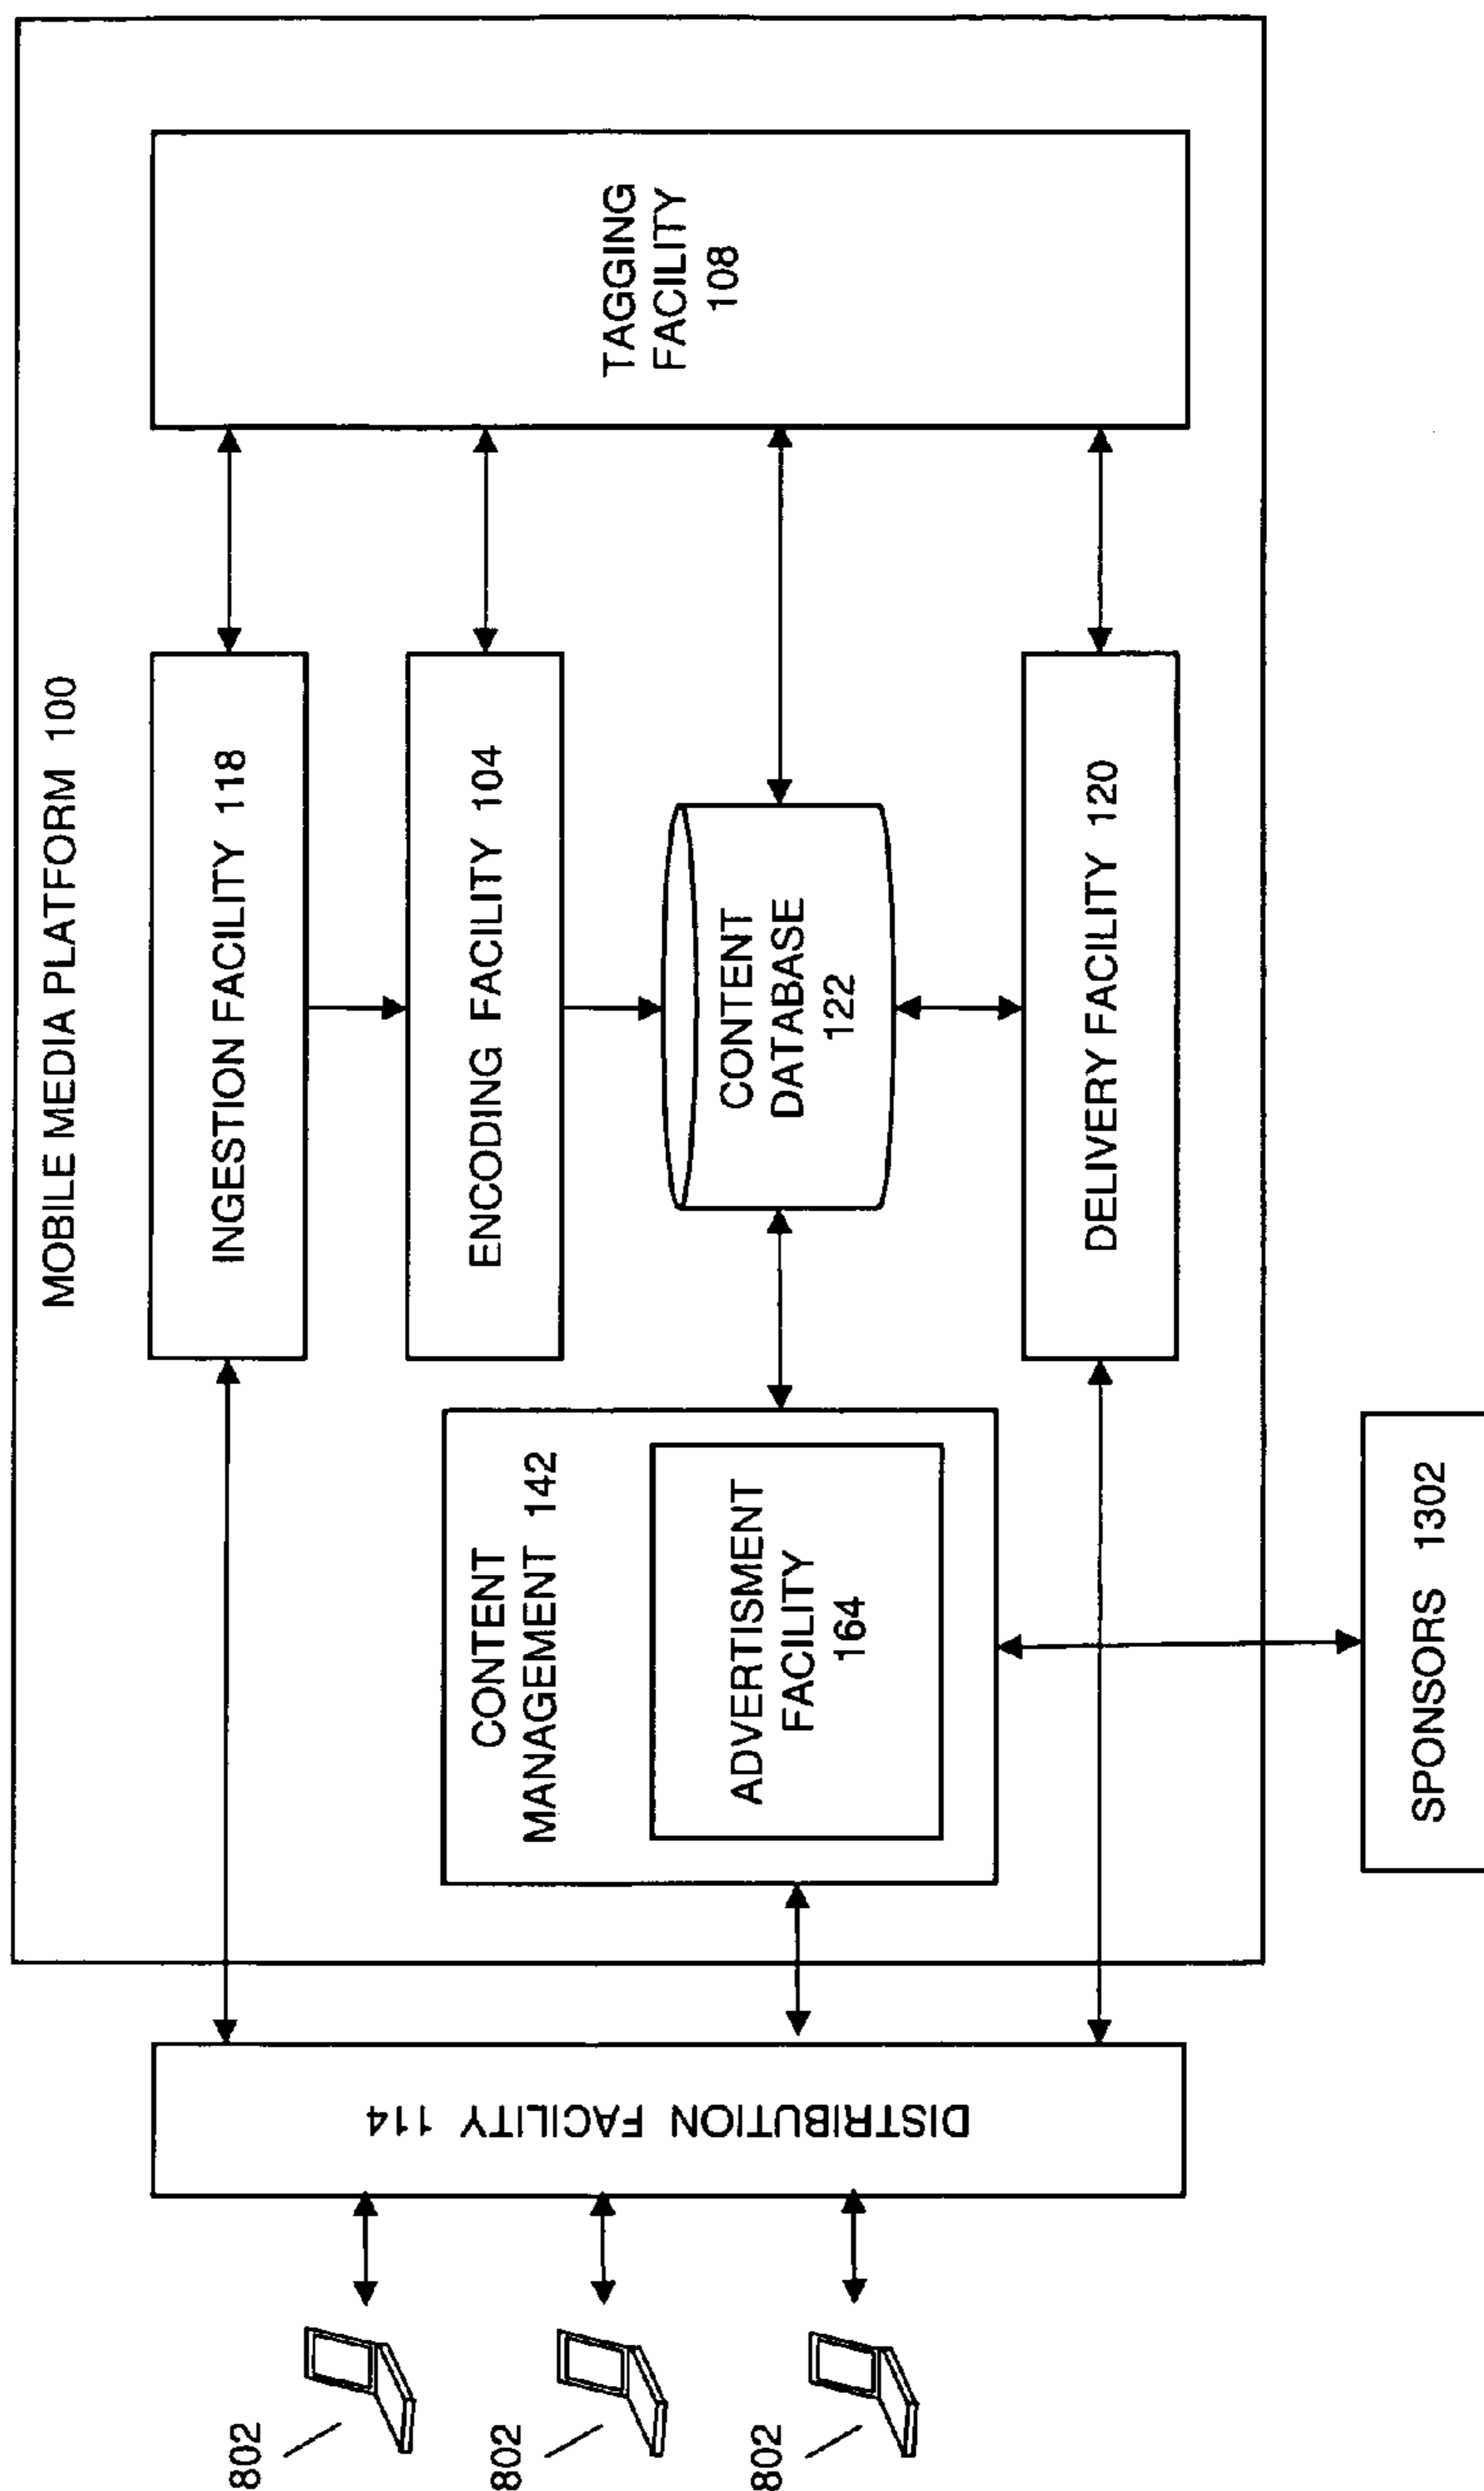 MOBILE MEDIA PLATFORM 100
INGESTION FACILITY 118
ENCODING FACILITY 104
CONTENT
DATABASE
122
DELIVERY FACILITY 120
TAGGING
FACILITY
108
CONTENT
MANAGEMENT 142
ADVERTISMENT
FACILITY
164
DISTRIBUTION FACILITY 114
802
802
802
SPONSORS 1302